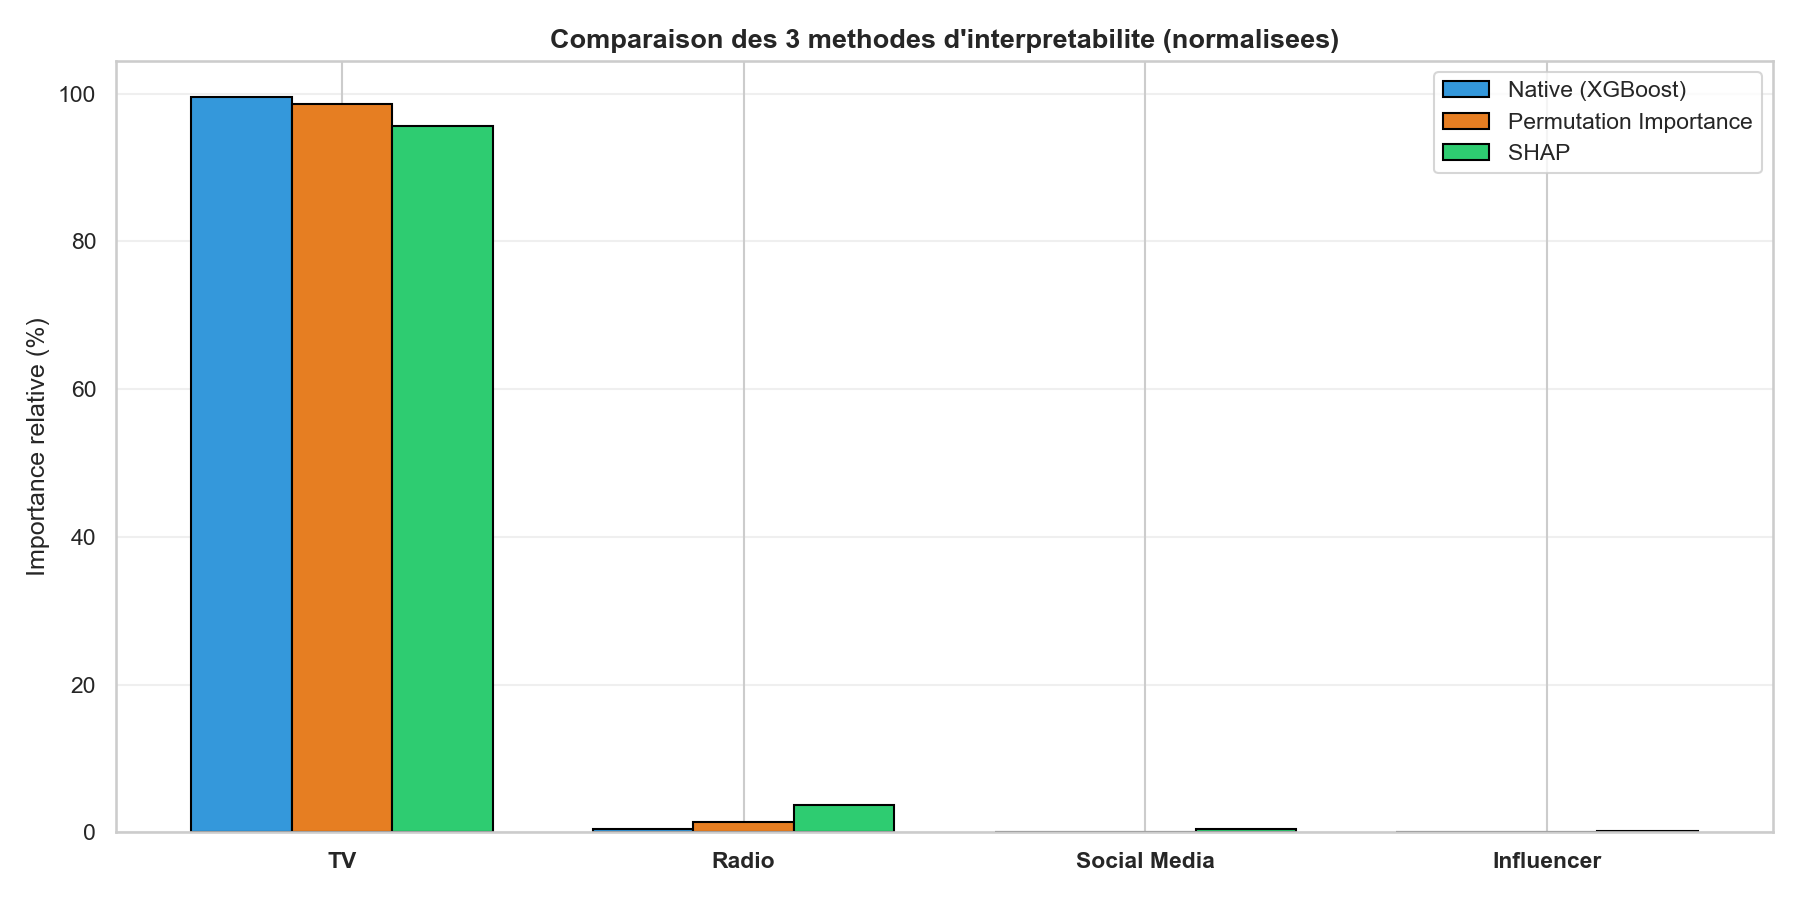 Comparaison des 3 methodes d'interpretabilite (normalisees)
Native (XGBoost)
Permutation Importance
SHAP
Importance relative (%)
100
80
60
40
20
0
TV
Radio
Social Media
Influencer